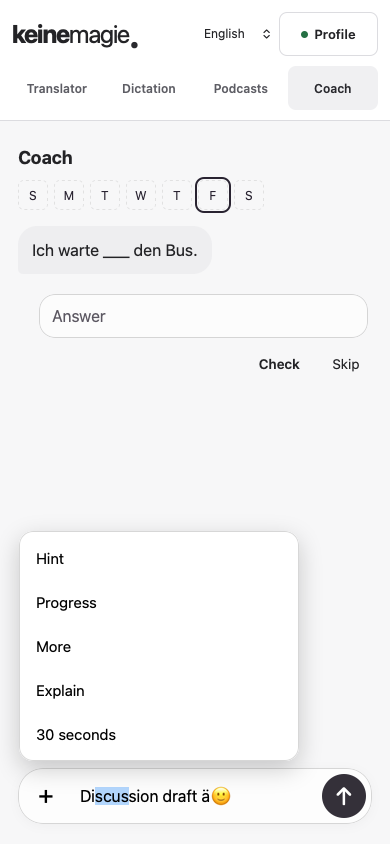 keinemagie.
English
Profile
Translator
Dictation
Podcasts
Coach
Coach
S M T W T F S
Ich warte ____ den Bus.
Answer
Check
Skip
Hint
Progress
More
Explain
30 seconds
Discussion draft ä🙂